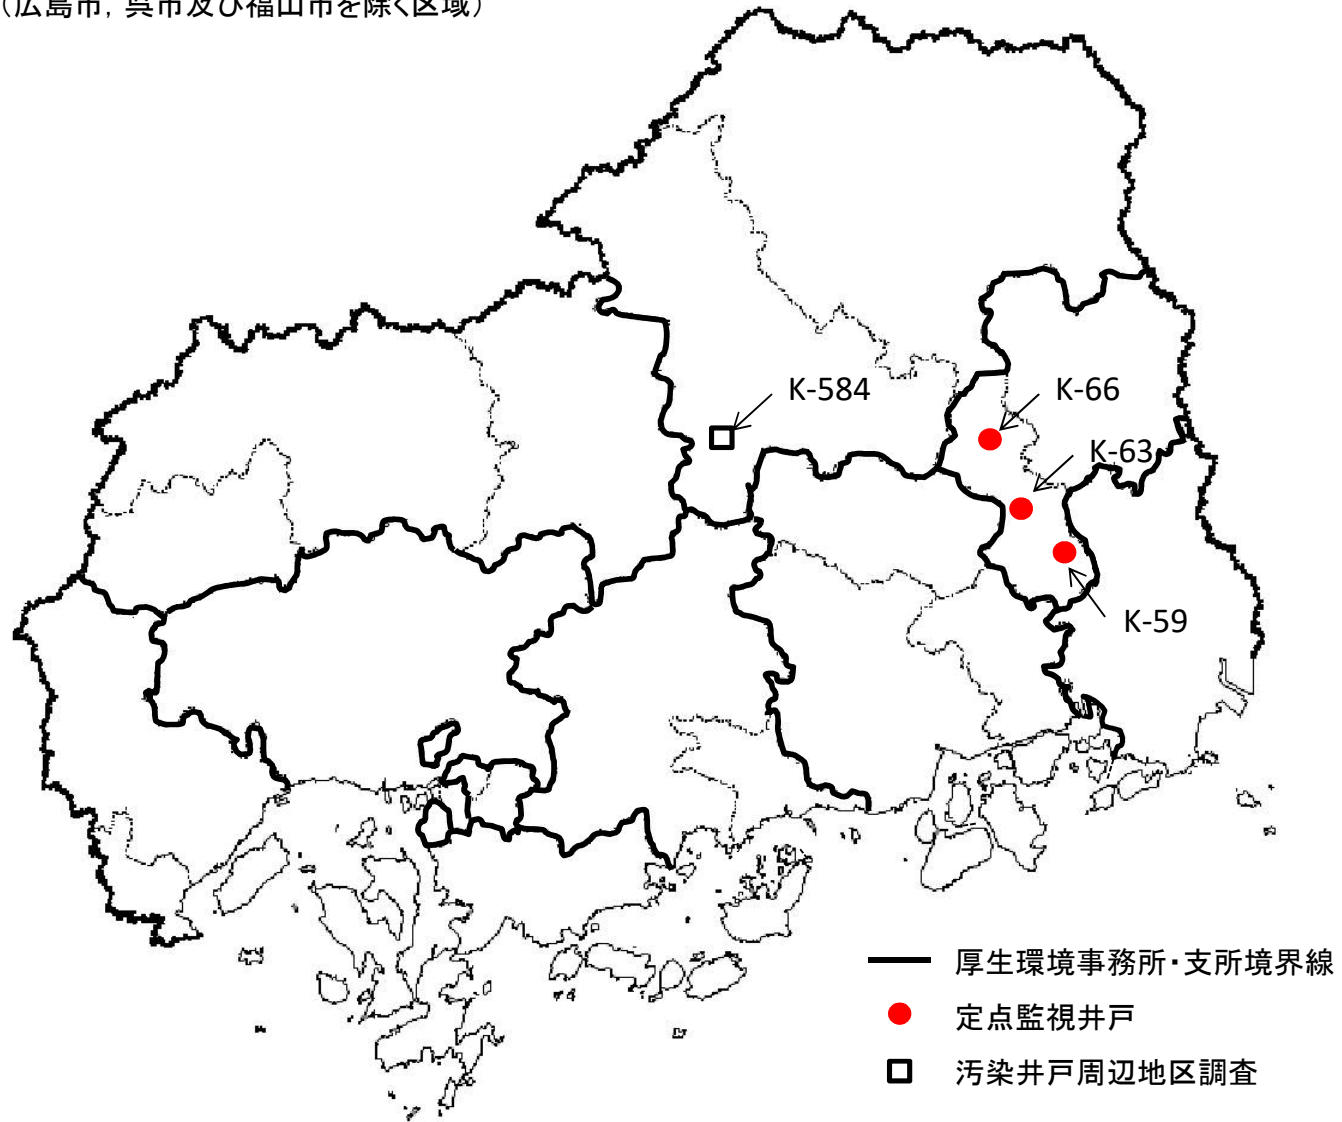 （広島市，呉市及び福山市を除く区域）
K-584
K-66
K-63
K-59
厚生環境事務所・支所境界線
定点監視井戸
汚染井戸周辺地区調査